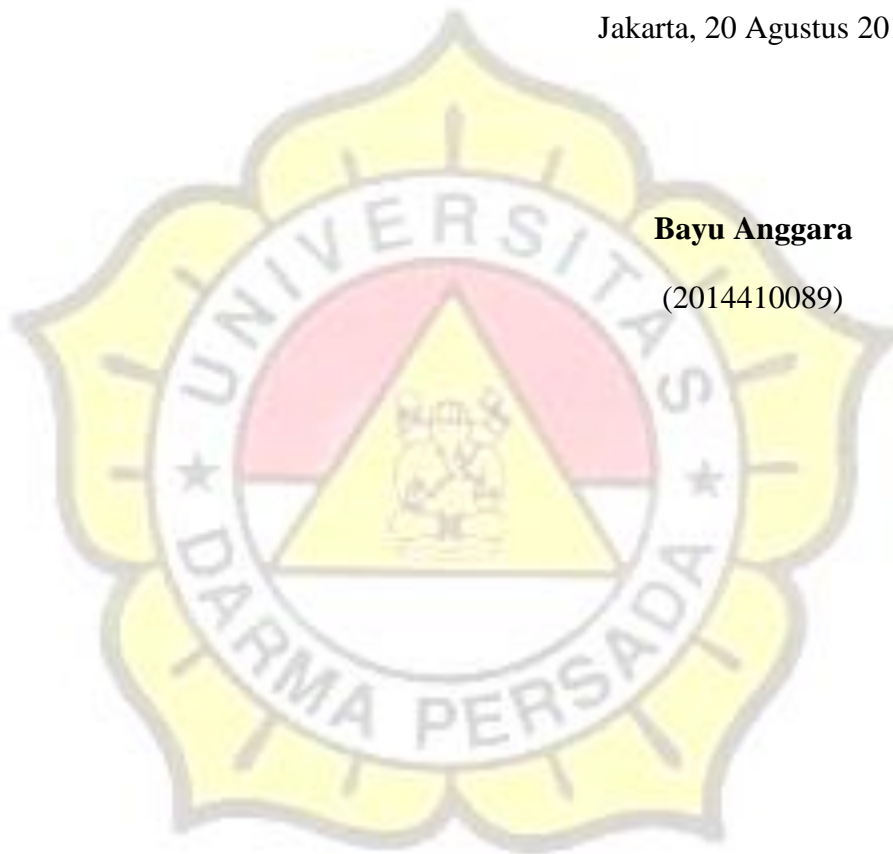 Jakarta, 20 Agustus 20
Bayu Anggara
(2014410089)
UNIVERSITAS
DARMA PERSADA